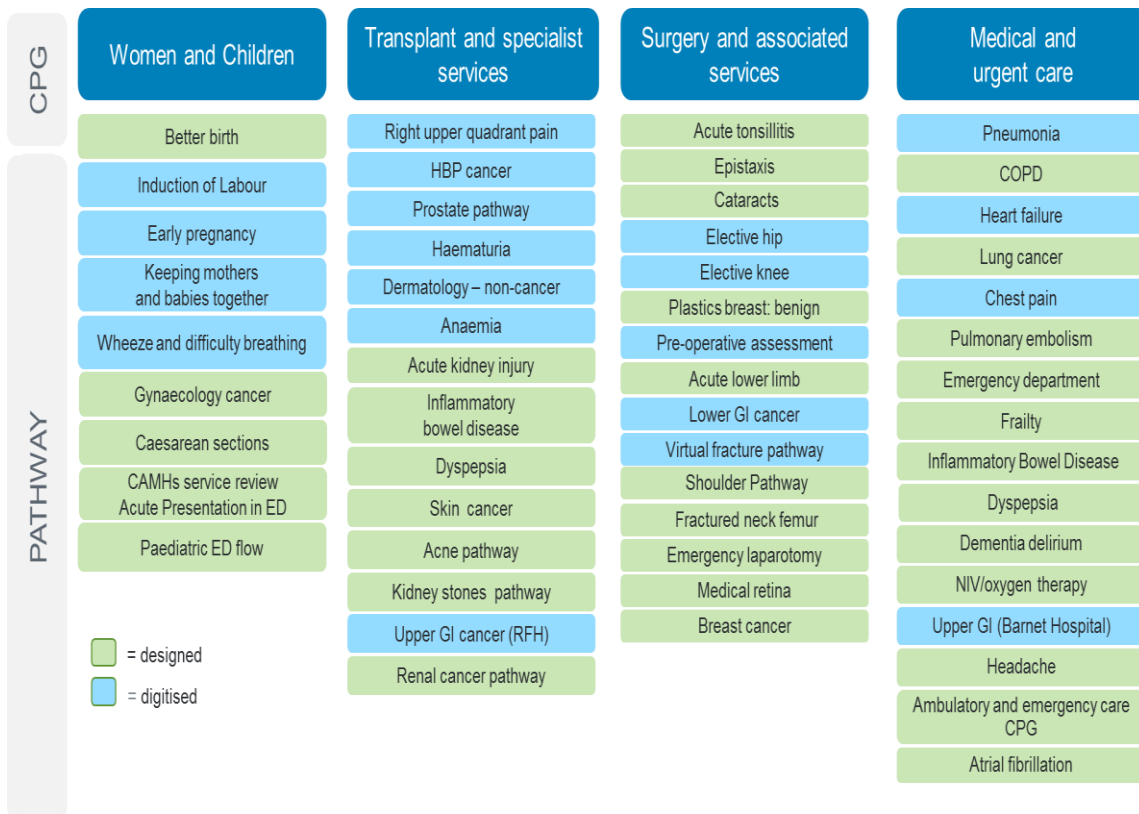 CPG
PATHWAY
Women and Children
Better birth
Induction of Labour
Early pregnancy
Keeping mothers
and babies together
Wheeze and difficulty breathing
Gynaecology cancer
Caesarean sections
CAMHs service review
Acute Presentation in ED
Paediatric ED flow
= designed
= digitised
Transplant and specialist
services
Right upper quadrant pain
HBP cancer
Prostate pathway
Haematuria
Dermatology – non-cancer
Anaemia
Acute kidney injury
Inflammatory
bowel disease
Dyspepsia
Skin cancer
Acne pathway
Kidney stones pathway
Upper GI cancer (RFH)
Renal cancer pathway
Surgery and associated
services
Acute tonsillitis
Epistaxis
Cataracts
Elective hip
Elective knee
Plastics breast: benign
Pre-operative assessment
Acute lower limb
Lower GI cancer
Virtual fracture pathway
Shoulder Pathway
Fractured neck femur
Emergency laparotomy
Medical retina
Breast cancer
Medical and
urgent care
Pneumonia
COPD
Heart failure
Lung cancer
Chest pain
Pulmonary embolism
Emergency department
Frailty
Inflammatory Bowel Disease
Dyspepsia
Dementia delirium
NIV/oxygen therapy
Upper GI (Barnet Hospital)
Headache
Ambulatory and emergency care
CPG
Atrial fibrillation